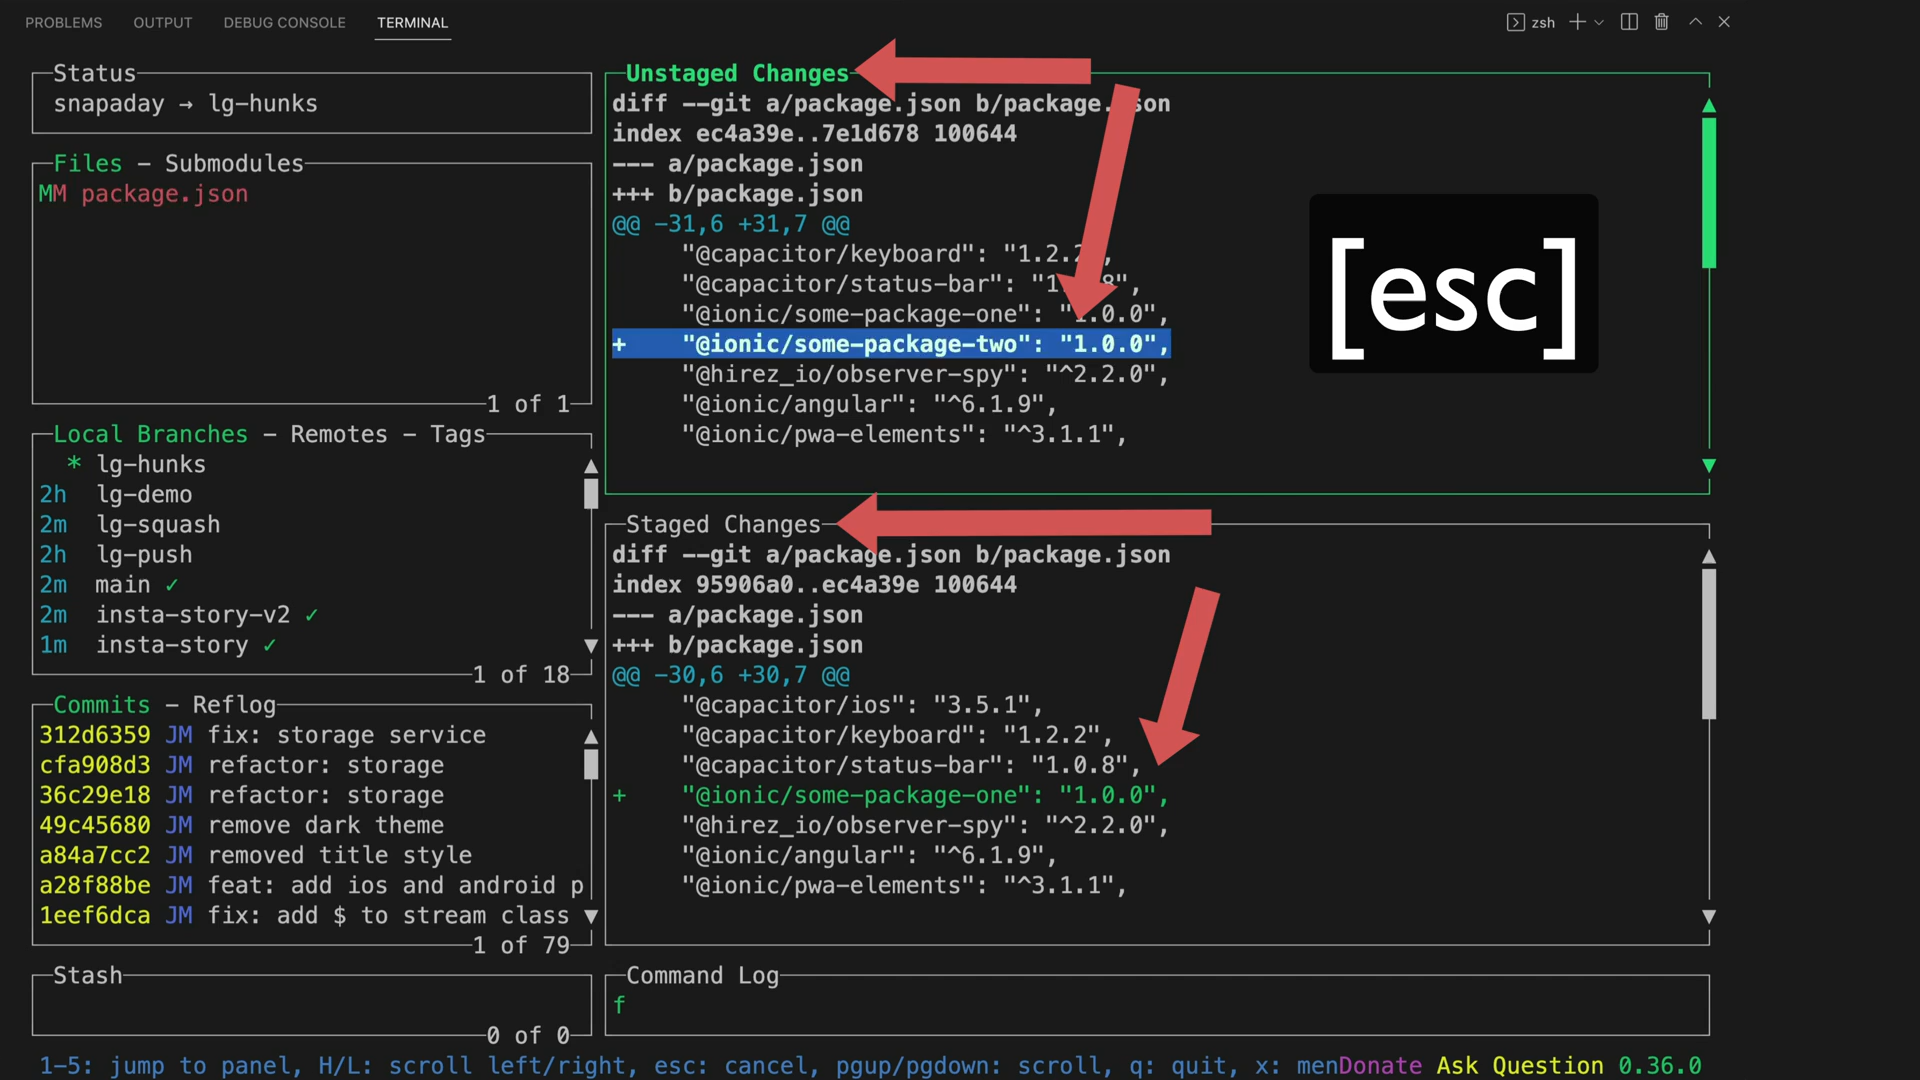 PROBLEMS OUTPUT DEBUG CONSOLE TERMINAL zsh
Status
snapaday → lg-hunks
Files – Submodules
MM package.json
1 of 1
Local Branches – Remotes – Tags
* lg-hunks
2h lg-demo
2m lg-squash
2h lg-push
2m main ✓
2m insta-story-v2 ✓
1m insta-story ✓
1 of 18
Commits – Reflog
312d6359 JM fix: storage service
cfa908d3 JM refactor: storage
36c29e18 JM refactor: storage
49c45680 JM remove dark theme
a84a7cc2 JM removed title style
a28f88be JM feat: add ios and android p
1eef6dca JM fix: add $ to stream class
1 of 79
Stash
0 of 0
Unstaged Changes
diff --git a/package.json b/package.json
index ec4a39e..7e1d678 100644
--- a/package.json
+++ b/package.json
@@ -31,6 +31,7 @@
"@capacitor/keyboard": "1.2.2",
"@capacitor/status-bar": "1.0.8",
"@ionic/some-package-one": "1.0.0",
+ "@ionic/some-package-two": "1.0.0",
"@hirez_io/observer-spy": "^2.2.0",
"@ionic/angular": "^6.1.9",
"@ionic/pwa-elements": "^3.1.1",
[esc]
Staged Changes
diff --git a/package.json b/package.json
index 95906a0..ec4a39e 100644
--- a/package.json
+++ b/package.json
@@ -30,6 +30,7 @@
"@capacitor/ios": "3.5.1",
"@capacitor/keyboard": "1.2.2",
"@capacitor/status-bar": "1.0.8",
+ "@ionic/some-package-one": "1.0.0",
"@hirez_io/observer-spy": "^2.2.0",
"@ionic/angular": "^6.1.9",
"@ionic/pwa-elements": "^3.1.1",
Command Log
f
1-5: jump to panel, H/L: scroll left/right, esc: cancel, pgup/pgdown: scroll, q: quit, x: menDonate Ask Question 0.36.0